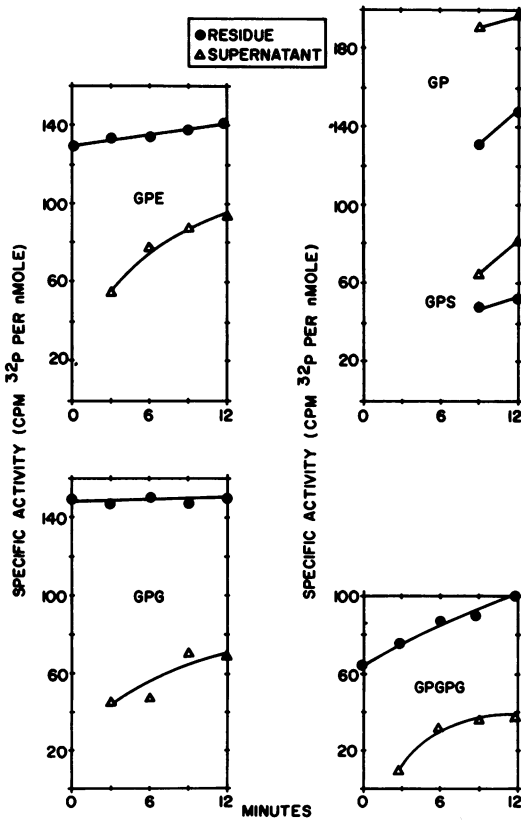 ● RESIDUE
△ SUPERNATANT
SPECIFIC ACTIVITY (CPM 32P PER nMOLE)
140
100
60
20
GPE
0 6 12
180
140
100
60
20
GP
GPS
0 6 12
SPECIFIC ACTIVITY (CPM 32P PER nMOLE)
140
100
60
20
GPG
0 6 12
100
60
20
GPGPG
0 6 12
MINUTES